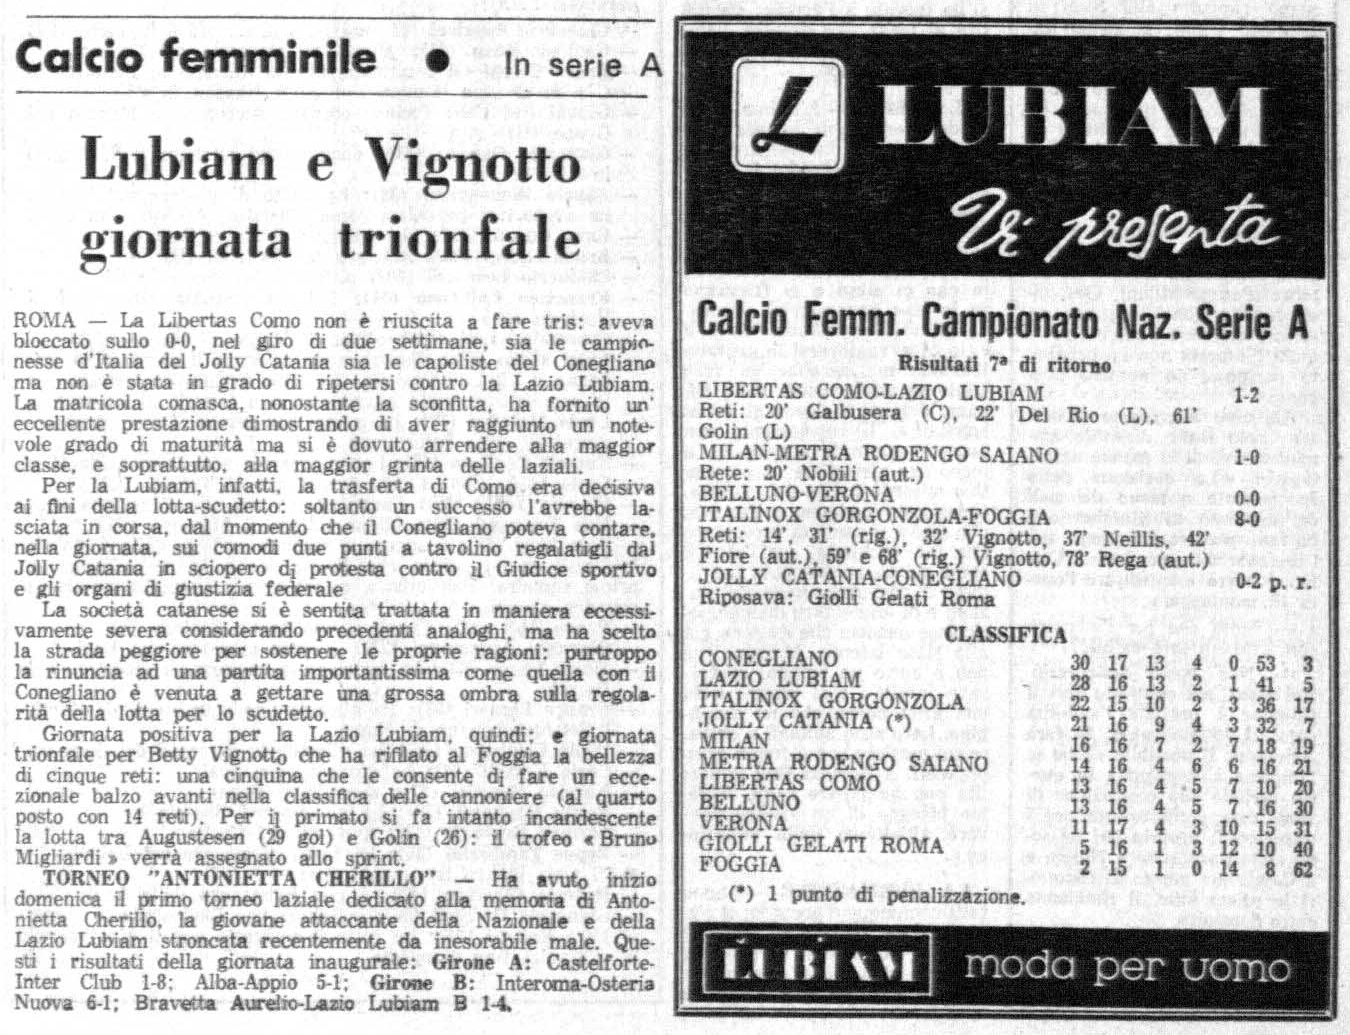 Calcio femminile ● In serie A
Lubiam e Vignotto
giornata trionfale
ROMA — La Libertas Como non è riuscita a fare tris: aveva
bloccato sullo 0-0, nel giro di due settimane, sia le campio-
nesse d'Italia del Jolly Catania sia le capoliste del Conegliano
ma non è stata in grado di ripetersi contro la Lazio Lubiam.
La matricola comasca, nonostante la sconfitta, ha fornito un'
eccellente prestazione dimostrando di aver raggiunto un note-
vole grado di maturità ma si è dovuto arrendere alla maggior
classe, e soprattutto, alla maggior grinta delle laziali.
Per la Lubiam, infatti, la trasferta di Como era decisiva
ai fini della lotta-scudetto: soltanto un successo l'avrebbe la-
sciata in corsa, dal momento che il Conegliano poteva contare,
nella giornata, sui comodi due punti a tavolino regalatigli dal
Jolly Catania in sciopero di protesta contro il Giudice sportivo
e gli organi di giustizia federale
La società catanese si è sentita trattata in maniera eccessi-
vamente severa considerando precedenti analoghi, ma ha scelto
la strada peggiore per sostenere le proprie ragioni: purtroppo
la rinuncia ad una partita importantissima come quella con il
Conegliano è venuta a gettare una grossa ombra sulla regola-
rità della lotta per lo scudetto.
Giornata positiva per la Lazio Lubiam, quindi: e giornata
trionfale per Betty Vignotto che ha rifilato al Foggia la bellezza
di cinque reti: una cinquina che le consente di fare un ecce-
zionale balzo avanti nella classifica delle cannoniere (al quarto
posto con 14 reti). Per il primato si fa intanto incandescente
la lotta tra Augustesen (29 gol) e Golin (26): il trofeo « Bruno
Migliardi » verrà assegnato allo sprint.
TORNEO "ANTONIETTA CHERILLO" — Ha avuto inizio
domenica il primo torneo laziale dedicato alla memoria di Anto-
nietta Cherillo, la giovane attaccante della Nazionale e della
Lazio Lubiam stroncata recentemente da inesorabile male. Que-
sti i risultati della giornata inaugurale: Girone A: Castelforte-
Inter Club 1-8; Alba-Appio 5-1; Girone B: Interoma-Osteria
Nuova 6-1; Bravetta Aurelio-Lazio Lubiam B 1-4.
L LUBIAM
Vi presenta
Calcio Femm. Campionato Naz. Serie A
Risultati 7ª di ritorno
LIBERTAS COMO-LAZIO LUBIAM 1-2
Reti: 20' Galbusera (C), 22' Del Rio (L), 61'
Golin (L)
MILAN-METRA RODENGO SAIANO 1-0
Rete: 20' Nobili (aut.)
BELLUNO-VERONA 0-0
ITALINOX GORGONZOLA-FOGGIA 8-0
Reti: 14', 31' (rig.), 32' Vignotto, 37' Neillis, 42'
Fiore (aut.), 59' e 68' (rig.) Vignotto, 78' Rega (aut.)
JOLLY CATANIA-CONEGLIANO 0-2 p. r.
Riposava: Giolli Gelati Roma
CLASSIFICA
CONEGLIANO 30 17 13 4 0 53 3
LAZIO LUBIAM 28 16 13 2 1 41 5
ITALINOX GORGONZOLA 22 15 10 2 3 36 17
JOLLY CATANIA (*) 21 16 9 4 3 32 7
MILAN 16 16 7 2 7 18 19
METRA RODENGO SAIANO 14 16 4 6 6 16 21
LIBERTAS COMO 13 16 4 5 7 10 20
BELLUNO 13 16 4 5 7 16 30
VERONA 11 17 4 3 10 15 31
GIOLLI GELATI ROMA 5 16 1 3 12 10 40
FOGGIA 2 15 1 0 14 8 62
(*) 1 punto di penalizzazione.
LUBIAM moda per uomo